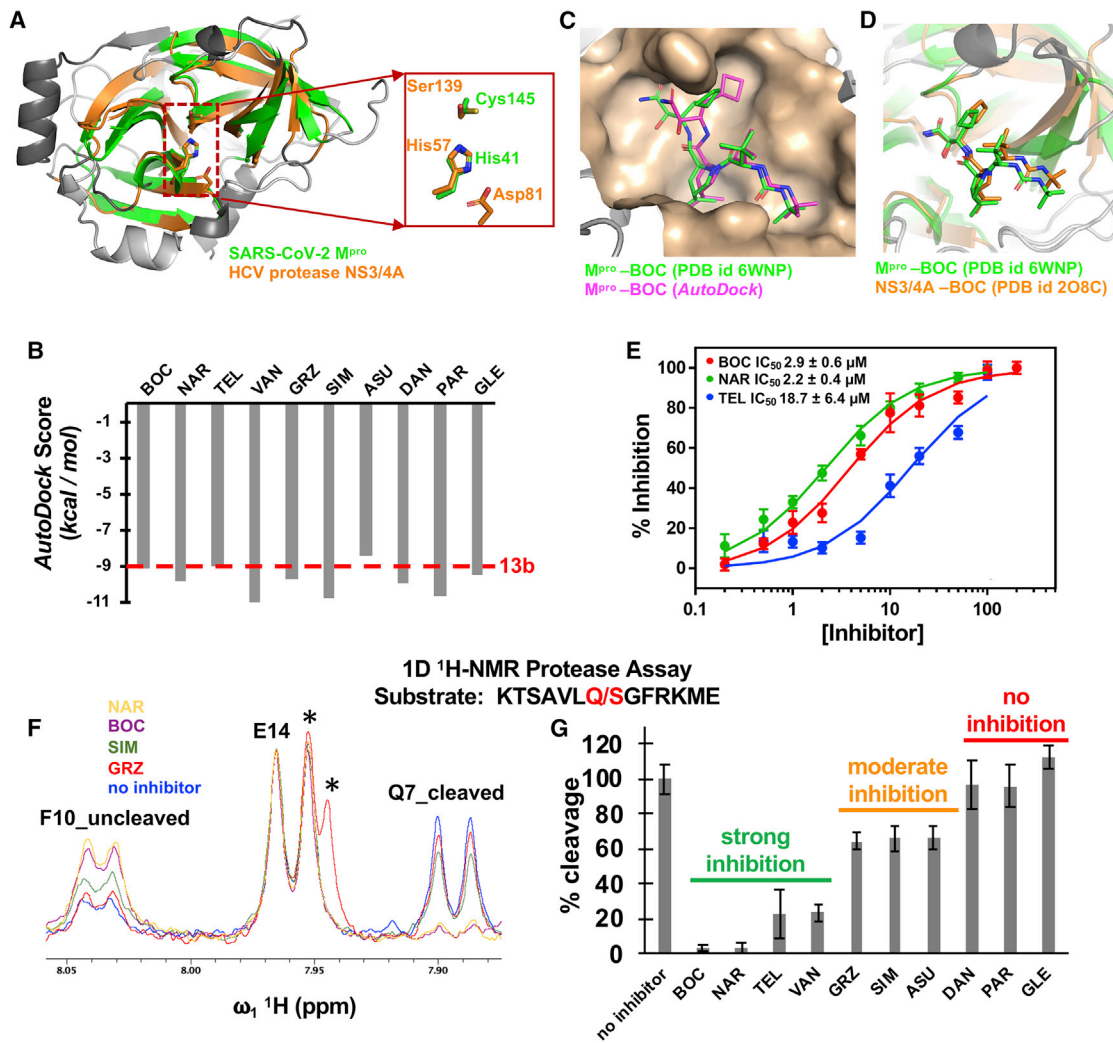 A
Ser139
Cys145
His57
His41
Asp81
SARS-CoV-2 Mᵖʳᵒ
HCV protease NS3/4A
C
Mᵖʳᵒ –BOC (PDB id 6WNP)
Mᵖʳᵒ –BOC (AutoDock)
D
Mᵖʳᵒ –BOC (PDB id 6WNP)
NS3/4A –BOC (PDB id 2O8C)
B
BOC NAR TEL VAN GRZ SIM ASU DAN PAR GLE
AutoDock Score
(kcal / mol)
-1
-3
-5
-7
-9
-11
13b
E
BOC IC₅₀ 2.9 ± 0.6 µM
NAR IC₅₀ 2.2 ± 0.4 µM
TEL IC₅₀ 18.7 ± 6.4 µM
% Inhibition
100
80
60
40
20
0
0.1 1 10 100
[Inhibitor]
1D ¹H-NMR Protease Assay
Substrate: KTSAVLQ/SGFRKME
F
NAR
BOC
SIM
GRZ
no inhibitor
F10_uncleaved
E14
*
*
Q7_cleaved
8.05 8.00 7.95 7.90
ω₁ ¹H (ppm)
G
% cleavage
120
100
80
60
40
20
0
strong
inhibition
moderate
inhibition
no
inhibition
no inhibitor BOC NAR TEL VAN GRZ SIM ASU DAN PAR GLE